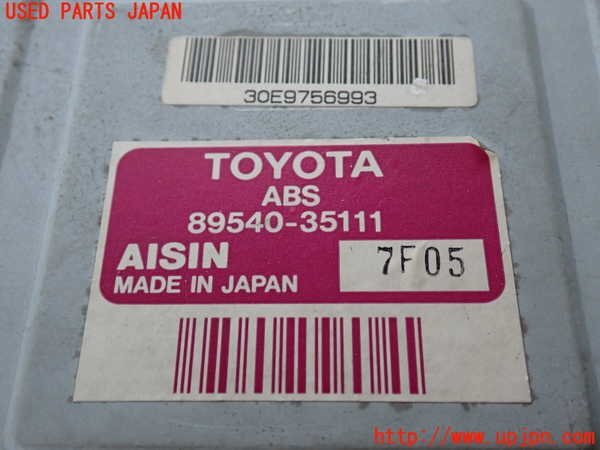 USED PARTS JAPAN
30E9756993
TOYOTA
ABS
89540-35111
AISIN
7F05
MADE IN JAPAN
http://www.upjpn.com/